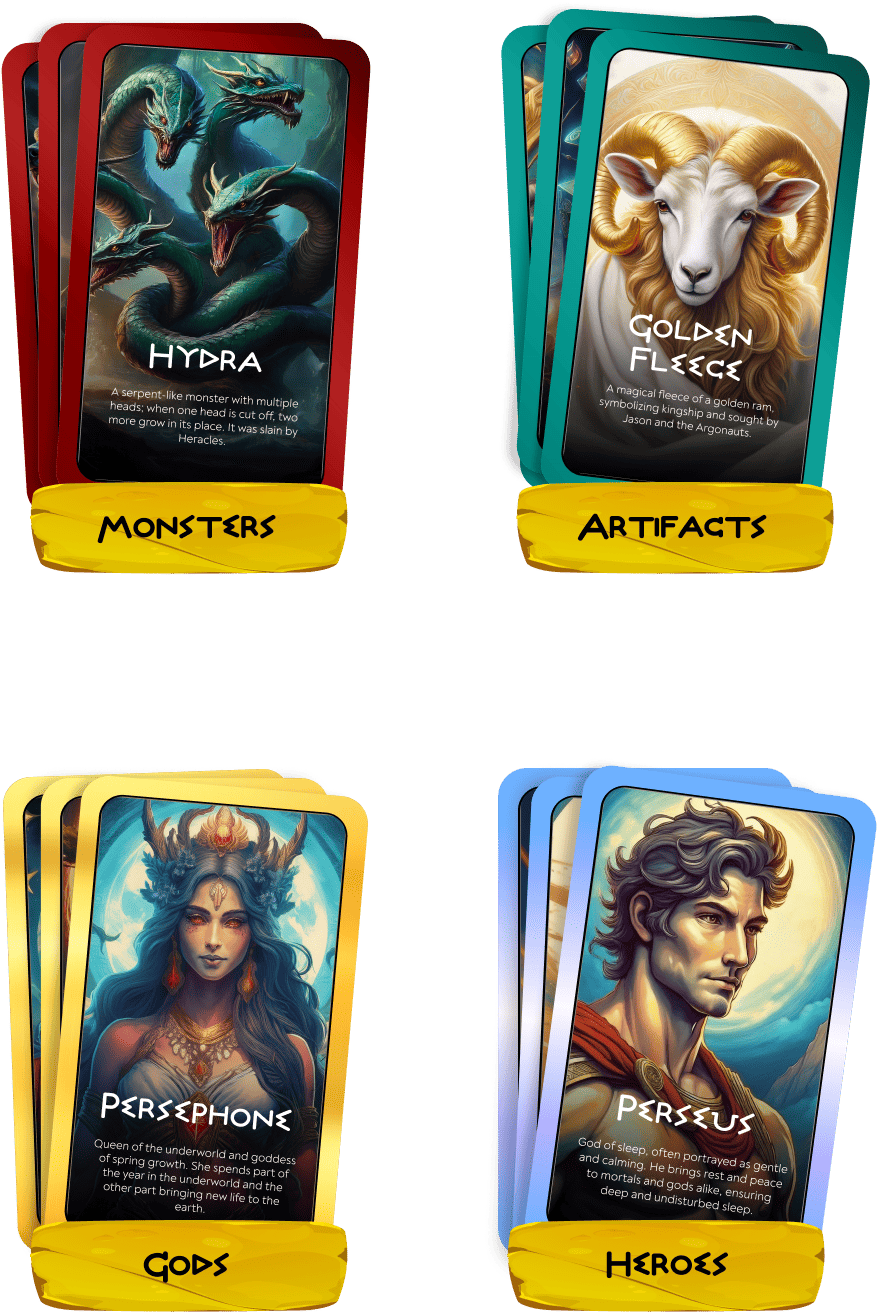 HYDRA
A serpent-like monster with multiple
heads; when one head is cut off, two
more grow in its place. It was slain by
Heracles.
MONSTERS
GOLDEN
FLEECE
A magical fleece of a golden ram,
symbolizing kingship and sought by
Jason and the Argonauts.
ARTIFACTS
PERSEPHONE
Queen of the underworld and goddess
of spring growth. She spends part of
the year in the underworld and the
other part bringing new life to the
earth.
GODS
PERSEUS
God of sleep, often portrayed as gentle
and calming. He brings rest and peace
to mortals and gods alike, ensuring
deep and undisturbed sleep.
HEROES